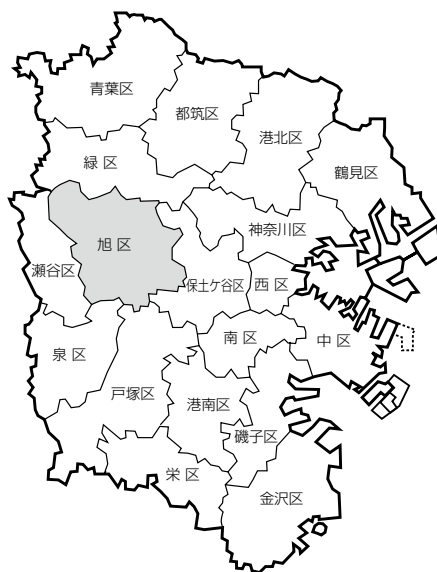 青葉区
都筑区
港北区
緑区
鶴見区
旭区
神奈川区
瀬谷区
保土ケ谷区
西区
泉区
南区
中区
戸塚区
港南区
磯子区
栄区
金沢区